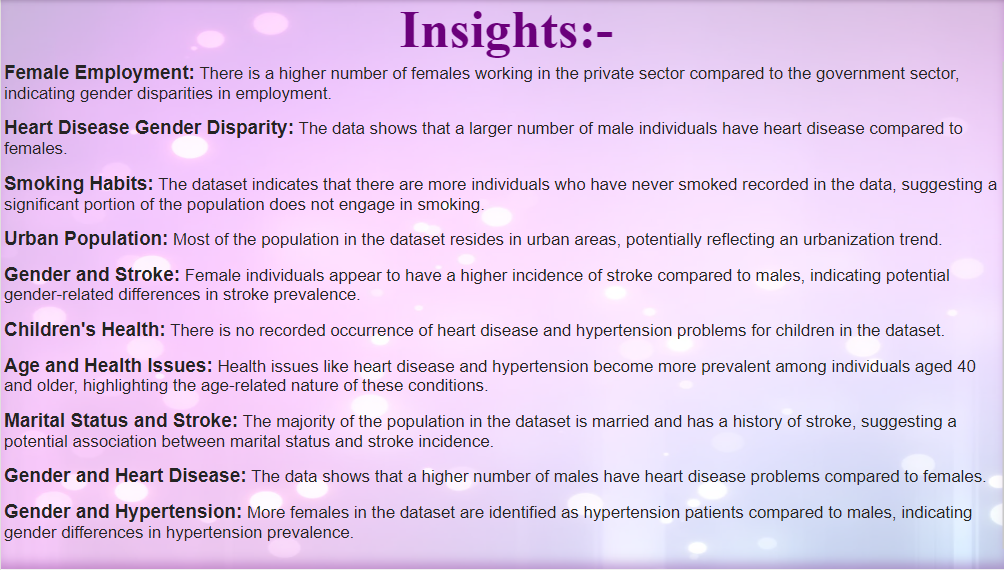 Insights:-
Female Employment: There is a higher number of females working in the private sector compared to the government sector,
indicating gender disparities in employment.
Heart Disease Gender Disparity: The data shows that a larger number of male individuals have heart disease compared to
females.
Smoking Habits: The dataset indicates that there are more individuals who have never smoked recorded in the data, suggesting a
significant portion of the population does not engage in smoking.
Urban Population: Most of the population in the dataset resides in urban areas, potentially reflecting an urbanization trend.
Gender and Stroke: Female individuals appear to have a higher incidence of stroke compared to males, indicating potential
gender-related differences in stroke prevalence.
Children's Health: There is no recorded occurrence of heart disease and hypertension problems for children in the dataset.
Age and Health Issues: Health issues like heart disease and hypertension become more prevalent among individuals aged 40
and older, highlighting the age-related nature of these conditions.
Marital Status and Stroke: The majority of the population in the dataset is married and has a history of stroke, suggesting a
potential association between marital status and stroke incidence.
Gender and Heart Disease: The data shows that a higher number of males have heart disease problems compared to females.
Gender and Hypertension: More females in the dataset are identified as hypertension patients compared to males, indicating
gender differences in hypertension prevalence.